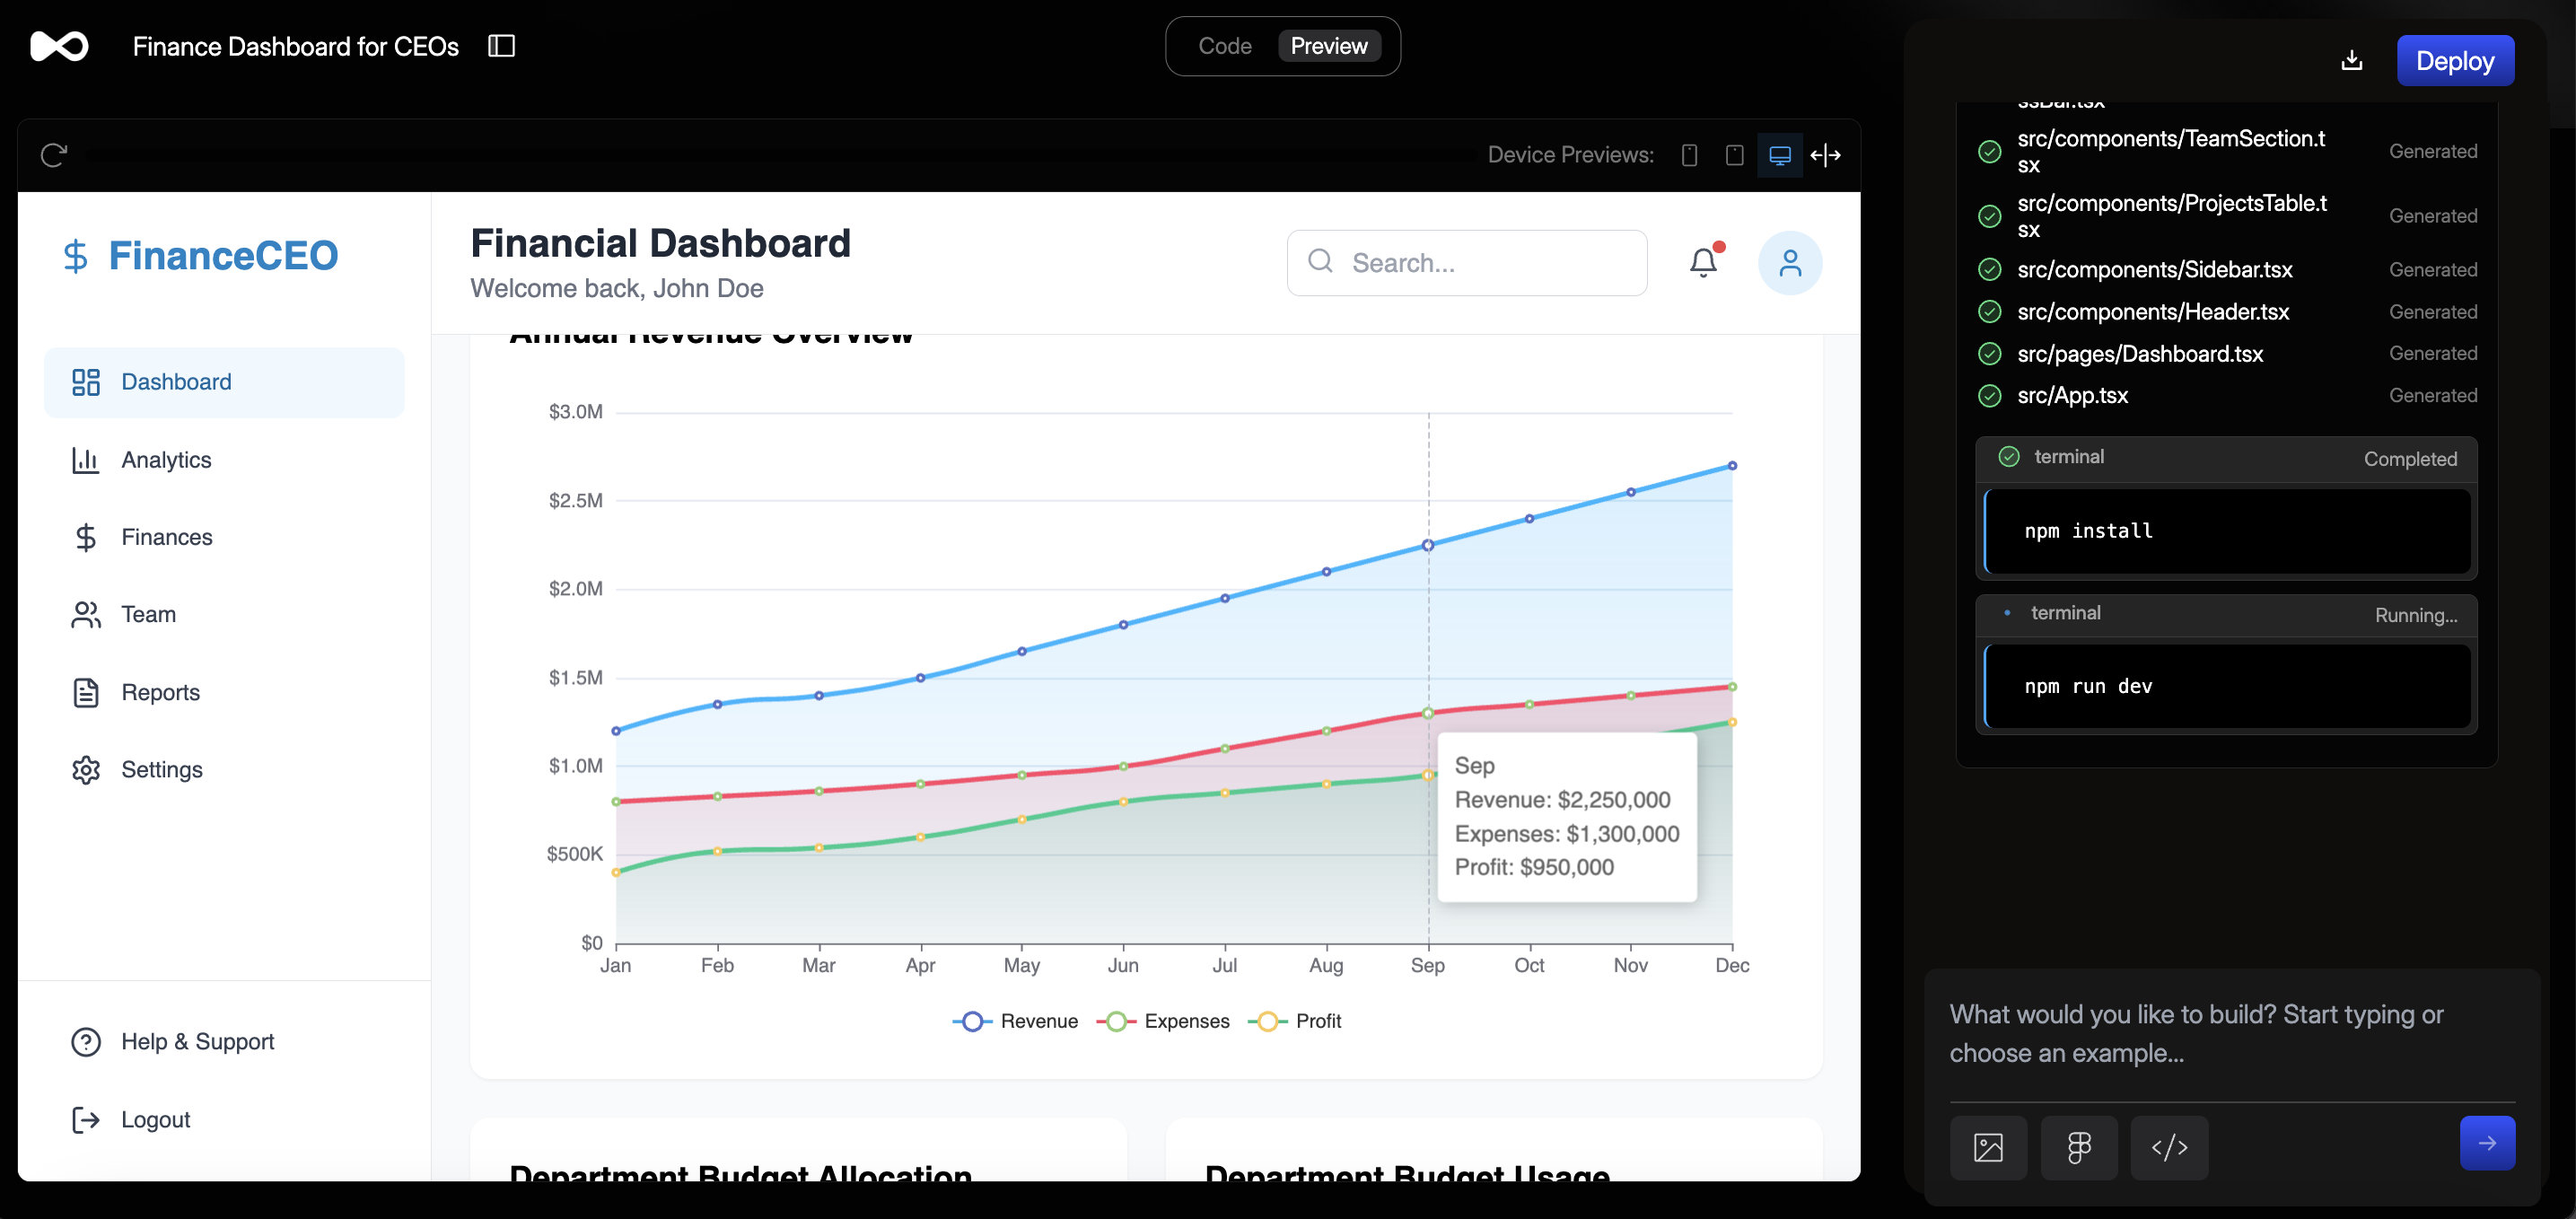 Finance Dashboard for CEOs
Code
Preview
Deploy
Device Previews:
FinanceCEO
Dashboard
Analytics
Finances
Team
Reports
Settings
Help & Support
Logout
Financial Dashboard
Welcome back, John Doe
Search...
Annual Revenue Overview
$3.0M
$2.5M
$2.0M
$1.5M
$1.0M
$500K
$0
Jan
Feb
Mar
Apr
May
Jun
Jul
Aug
Sep
Oct
Nov
Dec
Sep
Revenue: $2,250,000
Expenses: $1,300,000
Profit: $950,000
Revenue
Expenses
Profit
Department Budget Allocation
Department Budget Usage
ssBar.tsx
src/components/TeamSection.t
sx
Generated
src/components/ProjectsTable.t
sx
Generated
src/components/Sidebar.tsx
Generated
src/components/Header.tsx
Generated
src/pages/Dashboard.tsx
Generated
src/App.tsx
Generated
terminal
Completed
npm install
terminal
Running...
npm run dev
What would you like to build? Start typing or
choose an example...